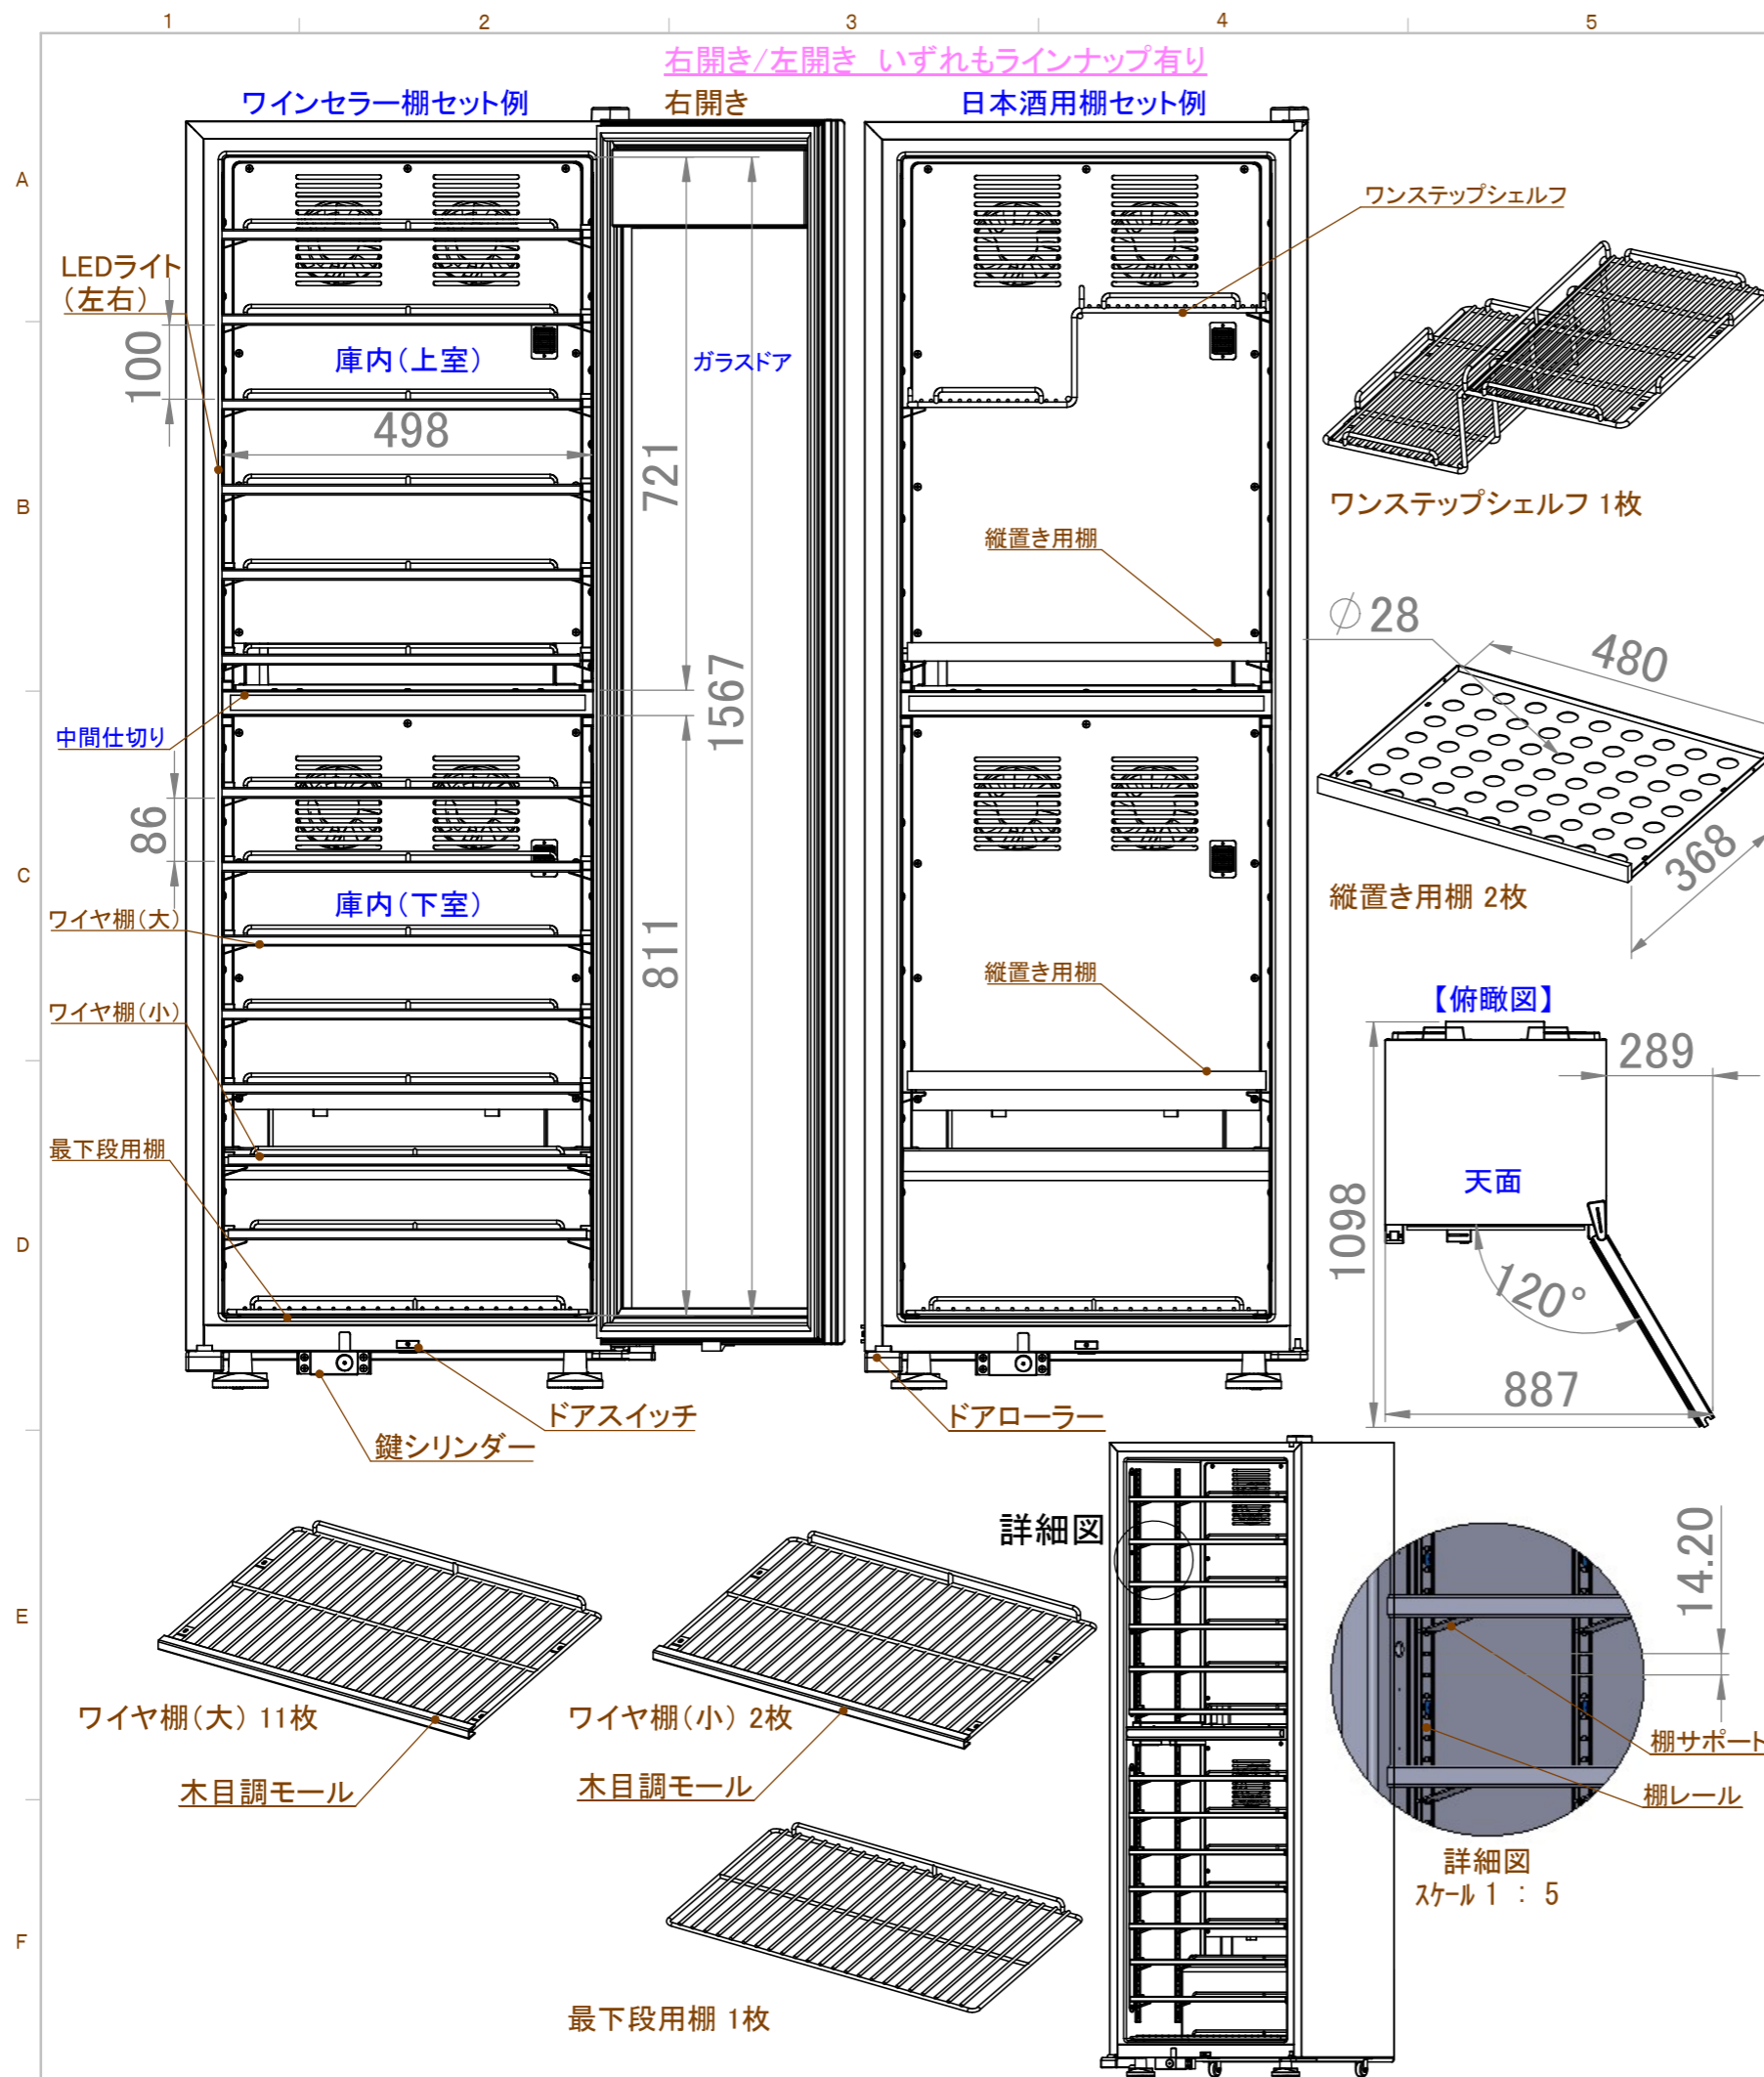 1 2 3 4 5
右開き/左開き いずれもラインナップ有り
ワインセラー棚セット例
右開き
日本酒用棚セット例
A
ワンステップシェルフ
LEDライト
(左右)
100
庫内(上室)
ガラスドア
498
721
B
ワンステップシェルフ 1枚
縦置き用棚
∅ 28
480
1567
中間仕切り
86
C
368
縦置き用棚 2枚
庫内(下室)
ワイヤ棚(大)
811
縦置き用棚
【俯瞰図】
ワイヤ棚(小)
289
最下段用棚
天面
1098
D
120°
887
ドアスイッチ
ドアローラー
鍵シリンダー
詳細図
14.20
E
ワイヤ棚(大) 11枚
ワイヤ棚(小) 2枚
棚サポート
木目調モール
木目調モール
棚レール
詳細図
スケール 1 : 5
F
最下段用棚 1枚